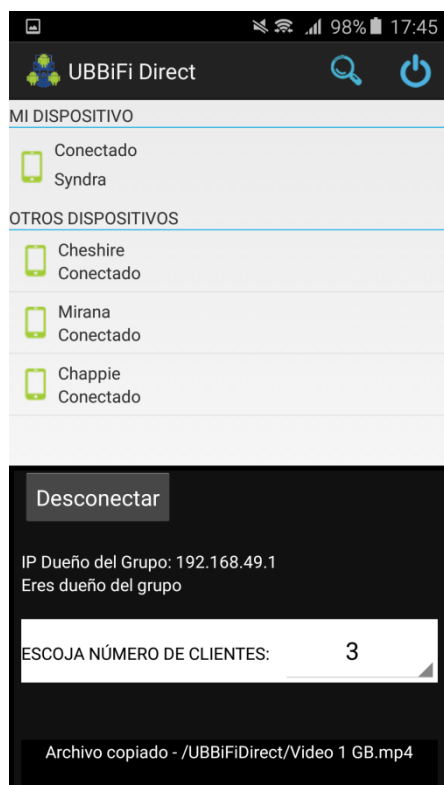 98% 17:45
UBBiFi Direct
MI DISPOSITIVO
Conectado
Syndra
OTROS DISPOSITIVOS
Cheshire
Conectado
Mirana
Conectado
Chappie
Conectado
Desconectar
IP Dueño del Grupo: 192.168.49.1
Eres dueño del grupo
ESCOJA NÚMERO DE CLIENTES: 3
Archivo copiado - /UBBiFiDirect/Video 1 GB.mp4